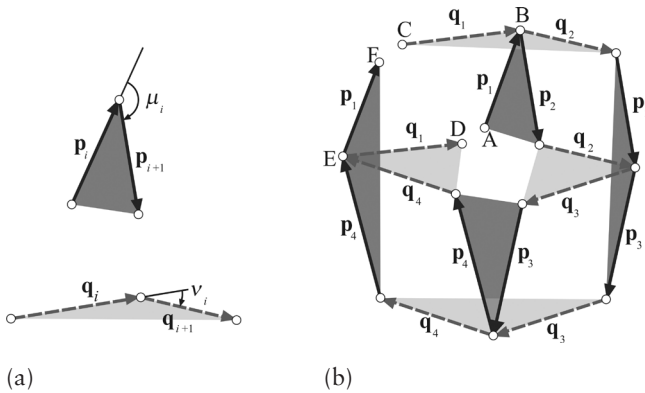 C
B
q₁
q₂
F
μᵢ
p₁
p₁
p₂
p
pᵢ
pᵢ₊₁
q₁
D
A
q₂
E
q₄
q₃
p₄
p₄
p₃
p₃
qᵢ
νᵢ
qᵢ₊₁
q₄
q₃
(a)
(b)